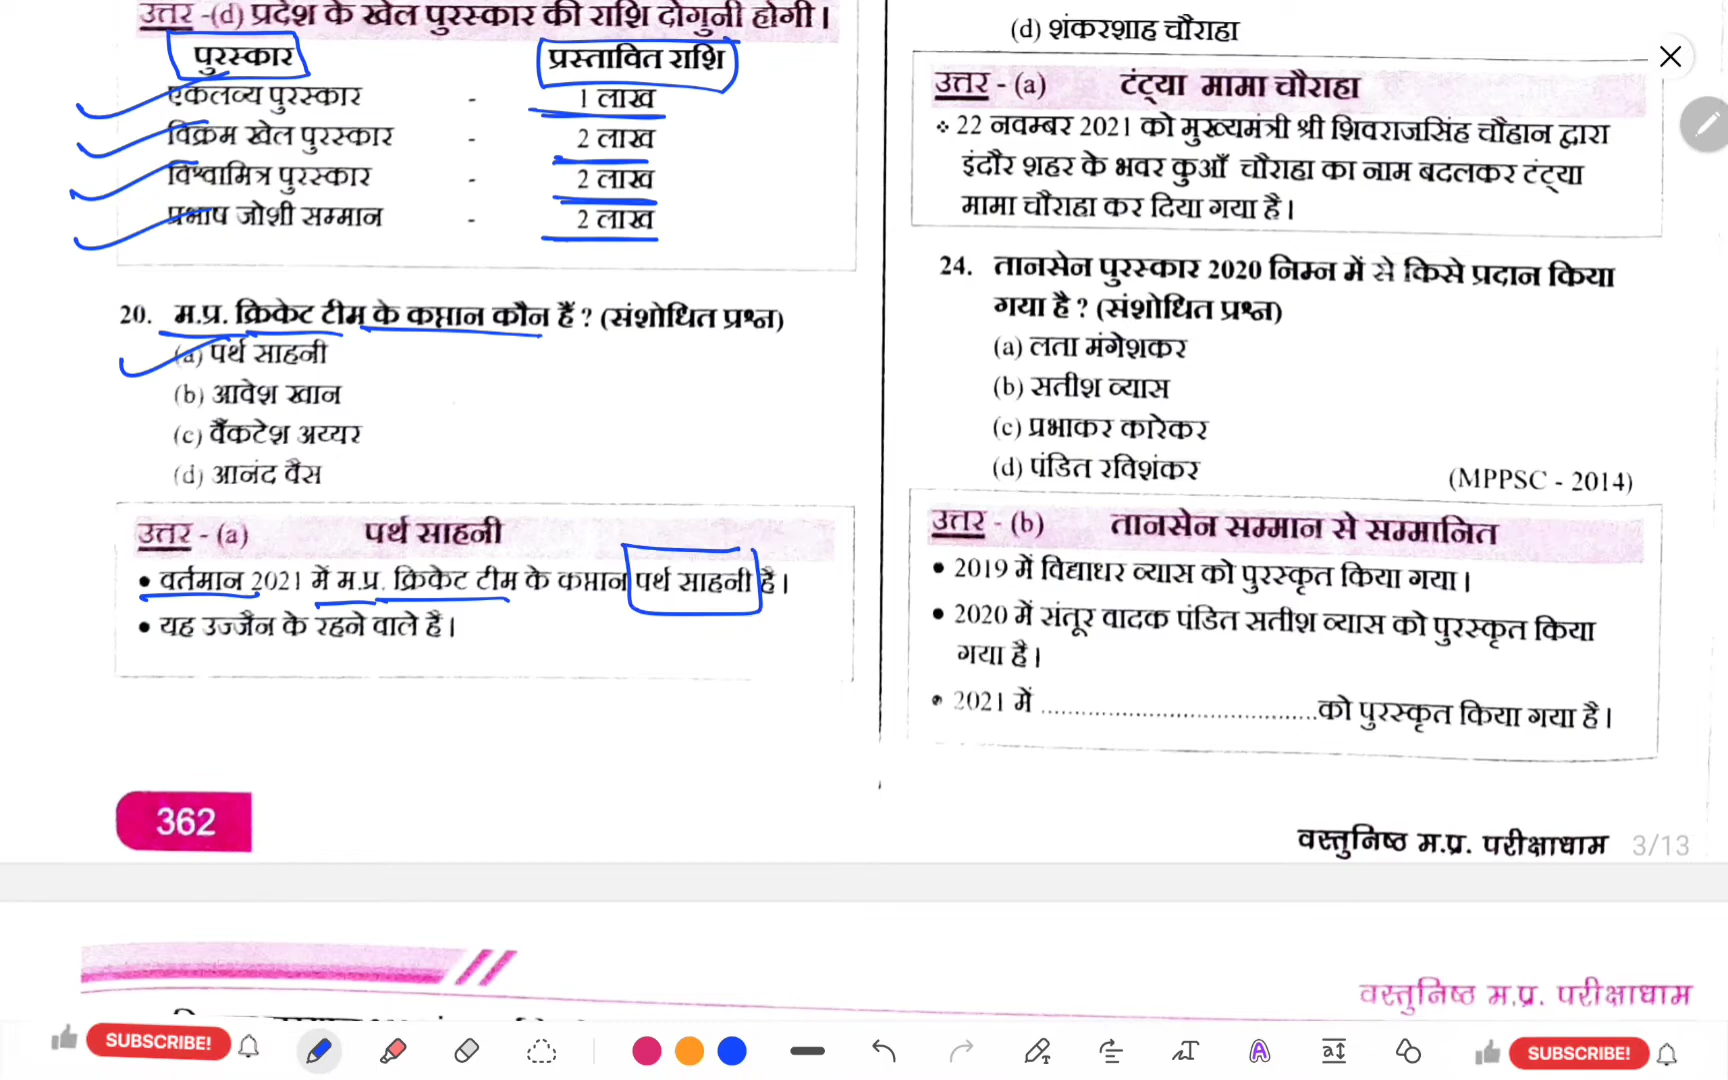 उत्तर -(d) प्रदेश के खेल पुरस्कार की राशि दोगुनी होगी।
पुरस्कार प्रस्तावित राशि
एकलव्य पुरस्कार - 1 लाख
विक्रम खेल पुरस्कार - 2 लाख
विश्वामित्र पुरस्कार - 2 लाख
प्रभाष जोशी सम्मान - 2 लाख
20. म.प्र. क्रिकेट टीम के कप्तान कौन हैं? (संशोधित प्रश्न)
(a) पर्थ साहनी
(b) आवेश खान
(c) वैंकटेश अय्यर
(d) आनंद वैस
उत्तर - (a) पर्थ साहनी
• वर्तमान 2021 में म.प्र. क्रिकेट टीम के कप्तान पर्थ साहनी है।
• यह उज्जैन के रहने वाले हैं।
362
(d) शंकरशाह चौराहा
उत्तर - (a) टंट्या मामा चौराहा
❖ 22 नवम्बर 2021 को मुख्यमंत्री श्री शिवराजसिंह चौहान द्वारा
इंदौर शहर के भवर कुआँ चौराहा का नाम बदलकर टंट्या
मामा चौराहा कर दिया गया है।
24. तानसेन पुरस्कार 2020 निम्न में से किसे प्रदान किया
गया है? (संशोधित प्रश्न)
(a) लता मंगेशकर
(b) सतीश व्यास
(c) प्रभाकर कारेकर
(d) पंडित रविशंकर (MPPSC - 2014)
उत्तर - (b) तानसेन सम्मान से सम्मानित
• 2019 में विद्याधर व्यास को पुरस्कृत किया गया।
• 2020 में संतूर वादक पंडित सतीश व्यास को पुरस्कृत किया
गया है।
• 2021 में ........................................को पुरस्कृत किया गया है।
वस्तुनिष्ठ म.प्र. परीक्षाधाम 3/13
वस्तुनिष्ठ म.प्र. परीक्षाधाम
SUBSCRIBE!
SUBSCRIBE!